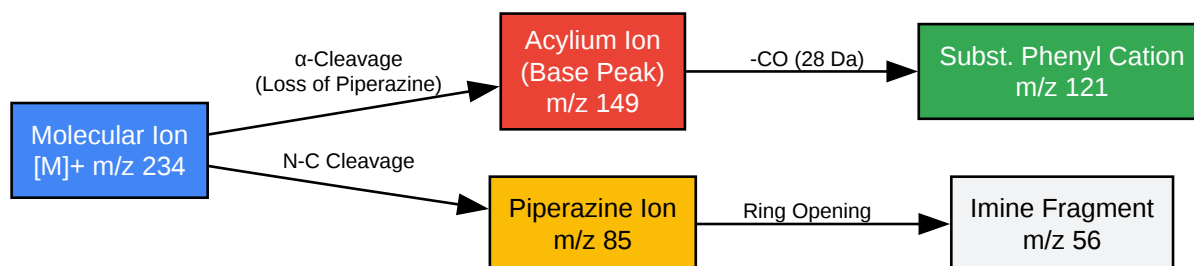 Molecular Ion
[M]+ m/z 234
α-Cleavage
(Loss of Piperazine)
N-C Cleavage
Acylium Ion
(Base Peak)
m/z 149
-CO (28 Da)
Subst. Phenyl Cation
m/z 121
Piperazine Ion
m/z 85
Ring Opening
Imine Fragment
m/z 56